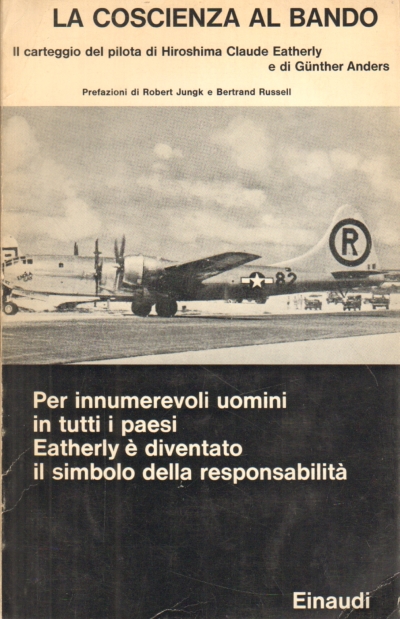 LA COSCIENZA AL BANDO
Il carteggio del pilota di Hiroshima Claude Eatherly
e di Günther Anders
Prefazioni di Robert Jungk e Bertrand Russell
82
R
Per innumerevoli uomini
in tutti i paesi
Eatherly è diventato
il simbolo della responsabilità
Einaudi